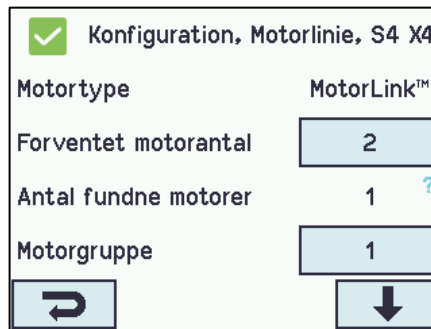 Konfiguration, Motorlinie, S4 X4
Motortype MotorLink™
Forventet motorantal 2
Antal fundne motorer 1 ?
Motorgruppe 1